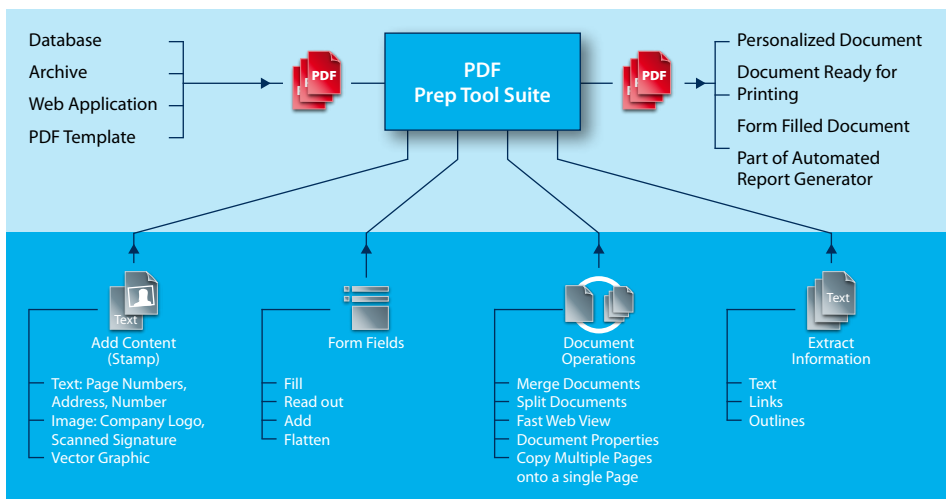 Database
Archive
Web Application
PDF Template
PDF
PDF
Prep Tool Suite
PDF
Personalized Document
Document Ready for
Printing
Form Filled Document
Part of Automated
Report Generator
Text
Add Content
(Stamp)
Text: Page Numbers,
Address, Number
Image: Company Logo,
Scanned Signature
Vector Graphic
Form Fields
Fill
Read out
Add
Flatten
Document
Operations
Merge Documents
Split Documents
Fast Web View
Document Properties
Copy Multiple Pages
onto a single Page
Text
Extract
Information
Text
Links
Outlines